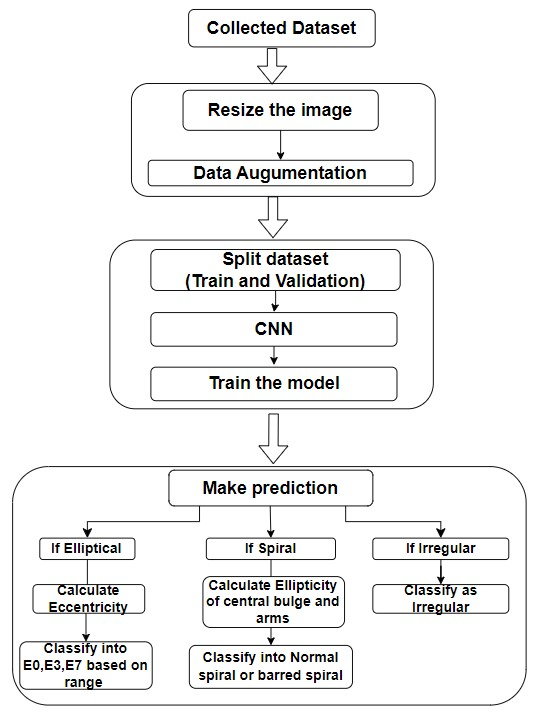 Collected Dataset
Resize the image
Data Augumentation
Split dataset
(Train and Validation)
CNN
Train the model
Make prediction
If Elliptical
If Spiral
If Irregular
Calculate
Eccentricity
Calculate Ellipticity
of central bulge and
arms
Classify as
Irregular
Classify into
E0,E3,E7 based on
range
Classify into Normal
spiral or barred spiral